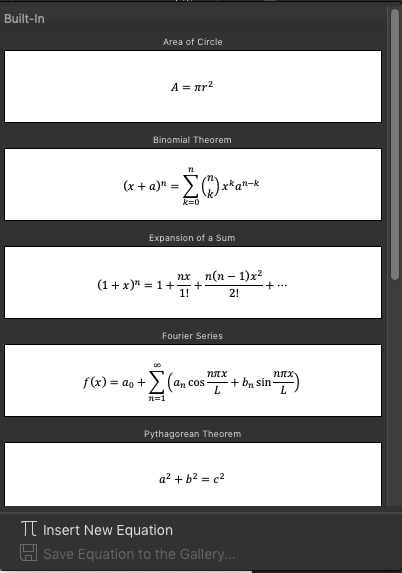 Built-In
Area of Circle
A = πr²
Binomial Theorem
(x + a)ⁿ = ∑ₖ₌₀ⁿ (n k) xᵏaⁿ⁻ᵏ
Expansion of a Sum
(1 + x)ⁿ = 1 + nx/1! + n(n − 1)x²/2! + ⋯
Fourier Series
f(x) = a₀ + ∑ₙ₌₁^∞ (aₙ cos nπx/L + bₙ sin nπx/L)
Pythagorean Theorem
a² + b² = c²
π Insert New Equation
Save Equation to the Gallery...